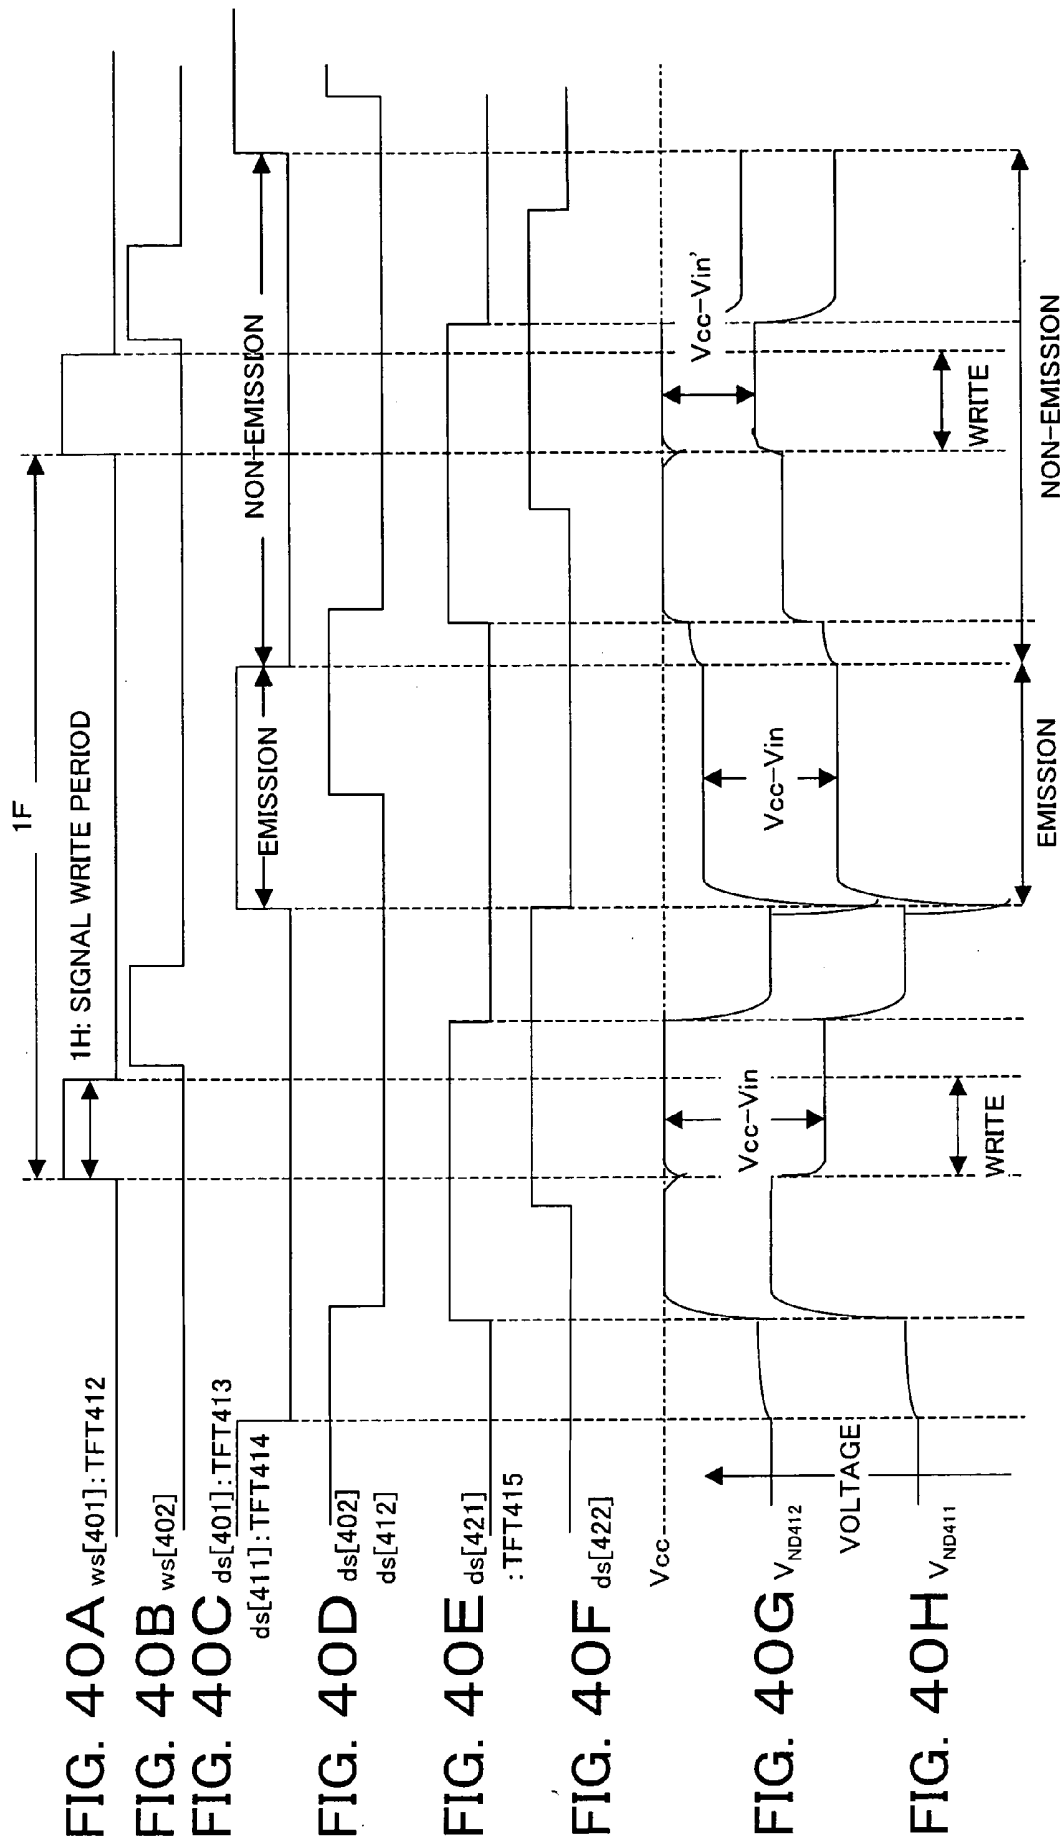 1F
1H: SIGNAL WRITE PERIOD
FIG. 40A ws[401]:TFT412
FIG. 40B ws[402]
FIG. 40C ds[401]:TFT413
ds[411]:TFT414
EMISSION
NON-EMISSION
FIG. 40D ds[402]
ds[412]
FIG. 40E ds[421]
:TFT415
FIG. 40F ds[422]
Vcc
Vcc-Vin
Vcc-Vin
Vcc-Vin'
FIG. 40G VND412
VOLTAGE
FIG. 40H VND411
WRITE
WRITE
EMISSION
NON-EMISSION